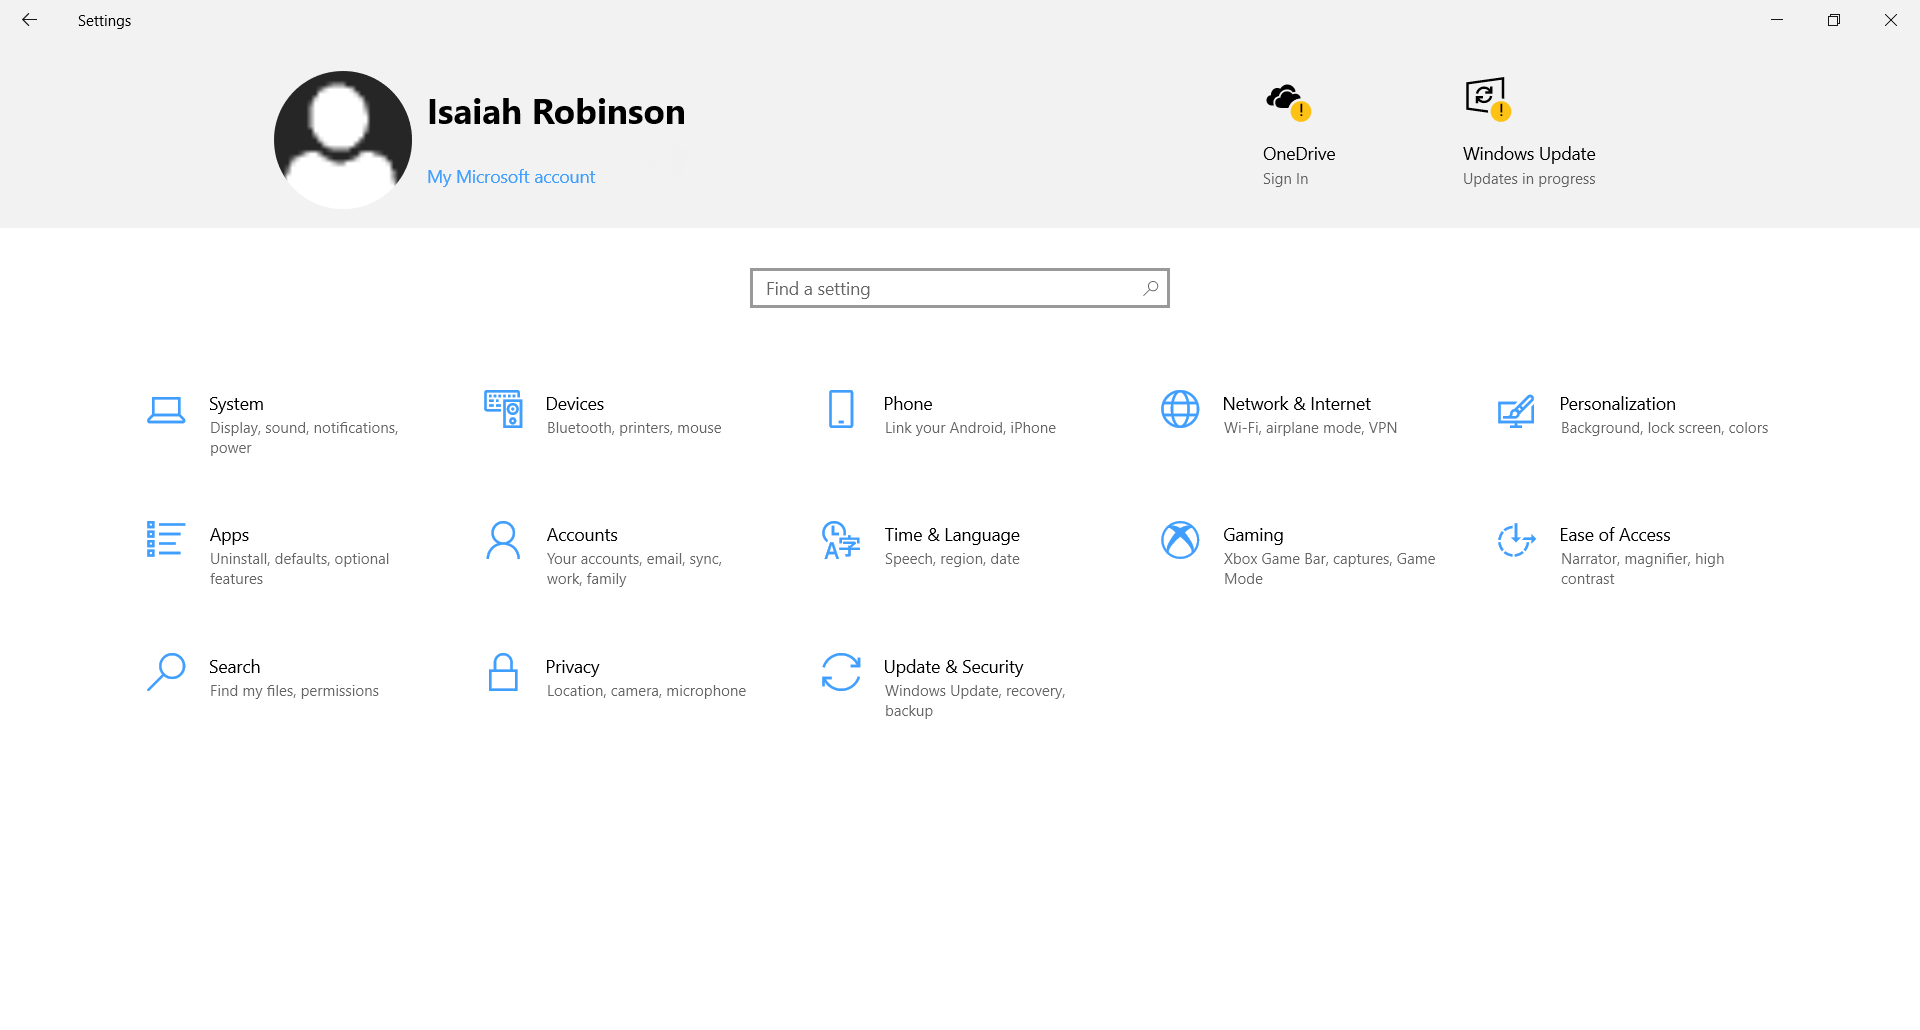 Settings
Isaiah Robinson
My Microsoft account
OneDrive
Sign In
Windows Update
Updates in progress
Find a setting
System
Display, sound, notifications,
power
Devices
Bluetooth, printers, mouse
Phone
Link your Android, iPhone
Network & Internet
Wi-Fi, airplane mode, VPN
Personalization
Background, lock screen, colors
Apps
Uninstall, defaults, optional
features
Accounts
Your accounts, email, sync,
work, family
Time & Language
Speech, region, date
Gaming
Xbox Game Bar, captures, Game
Mode
Ease of Access
Narrator, magnifier, high
contrast
Search
Find my files, permissions
Privacy
Location, camera, microphone
Update & Security
Windows Update, recovery,
backup